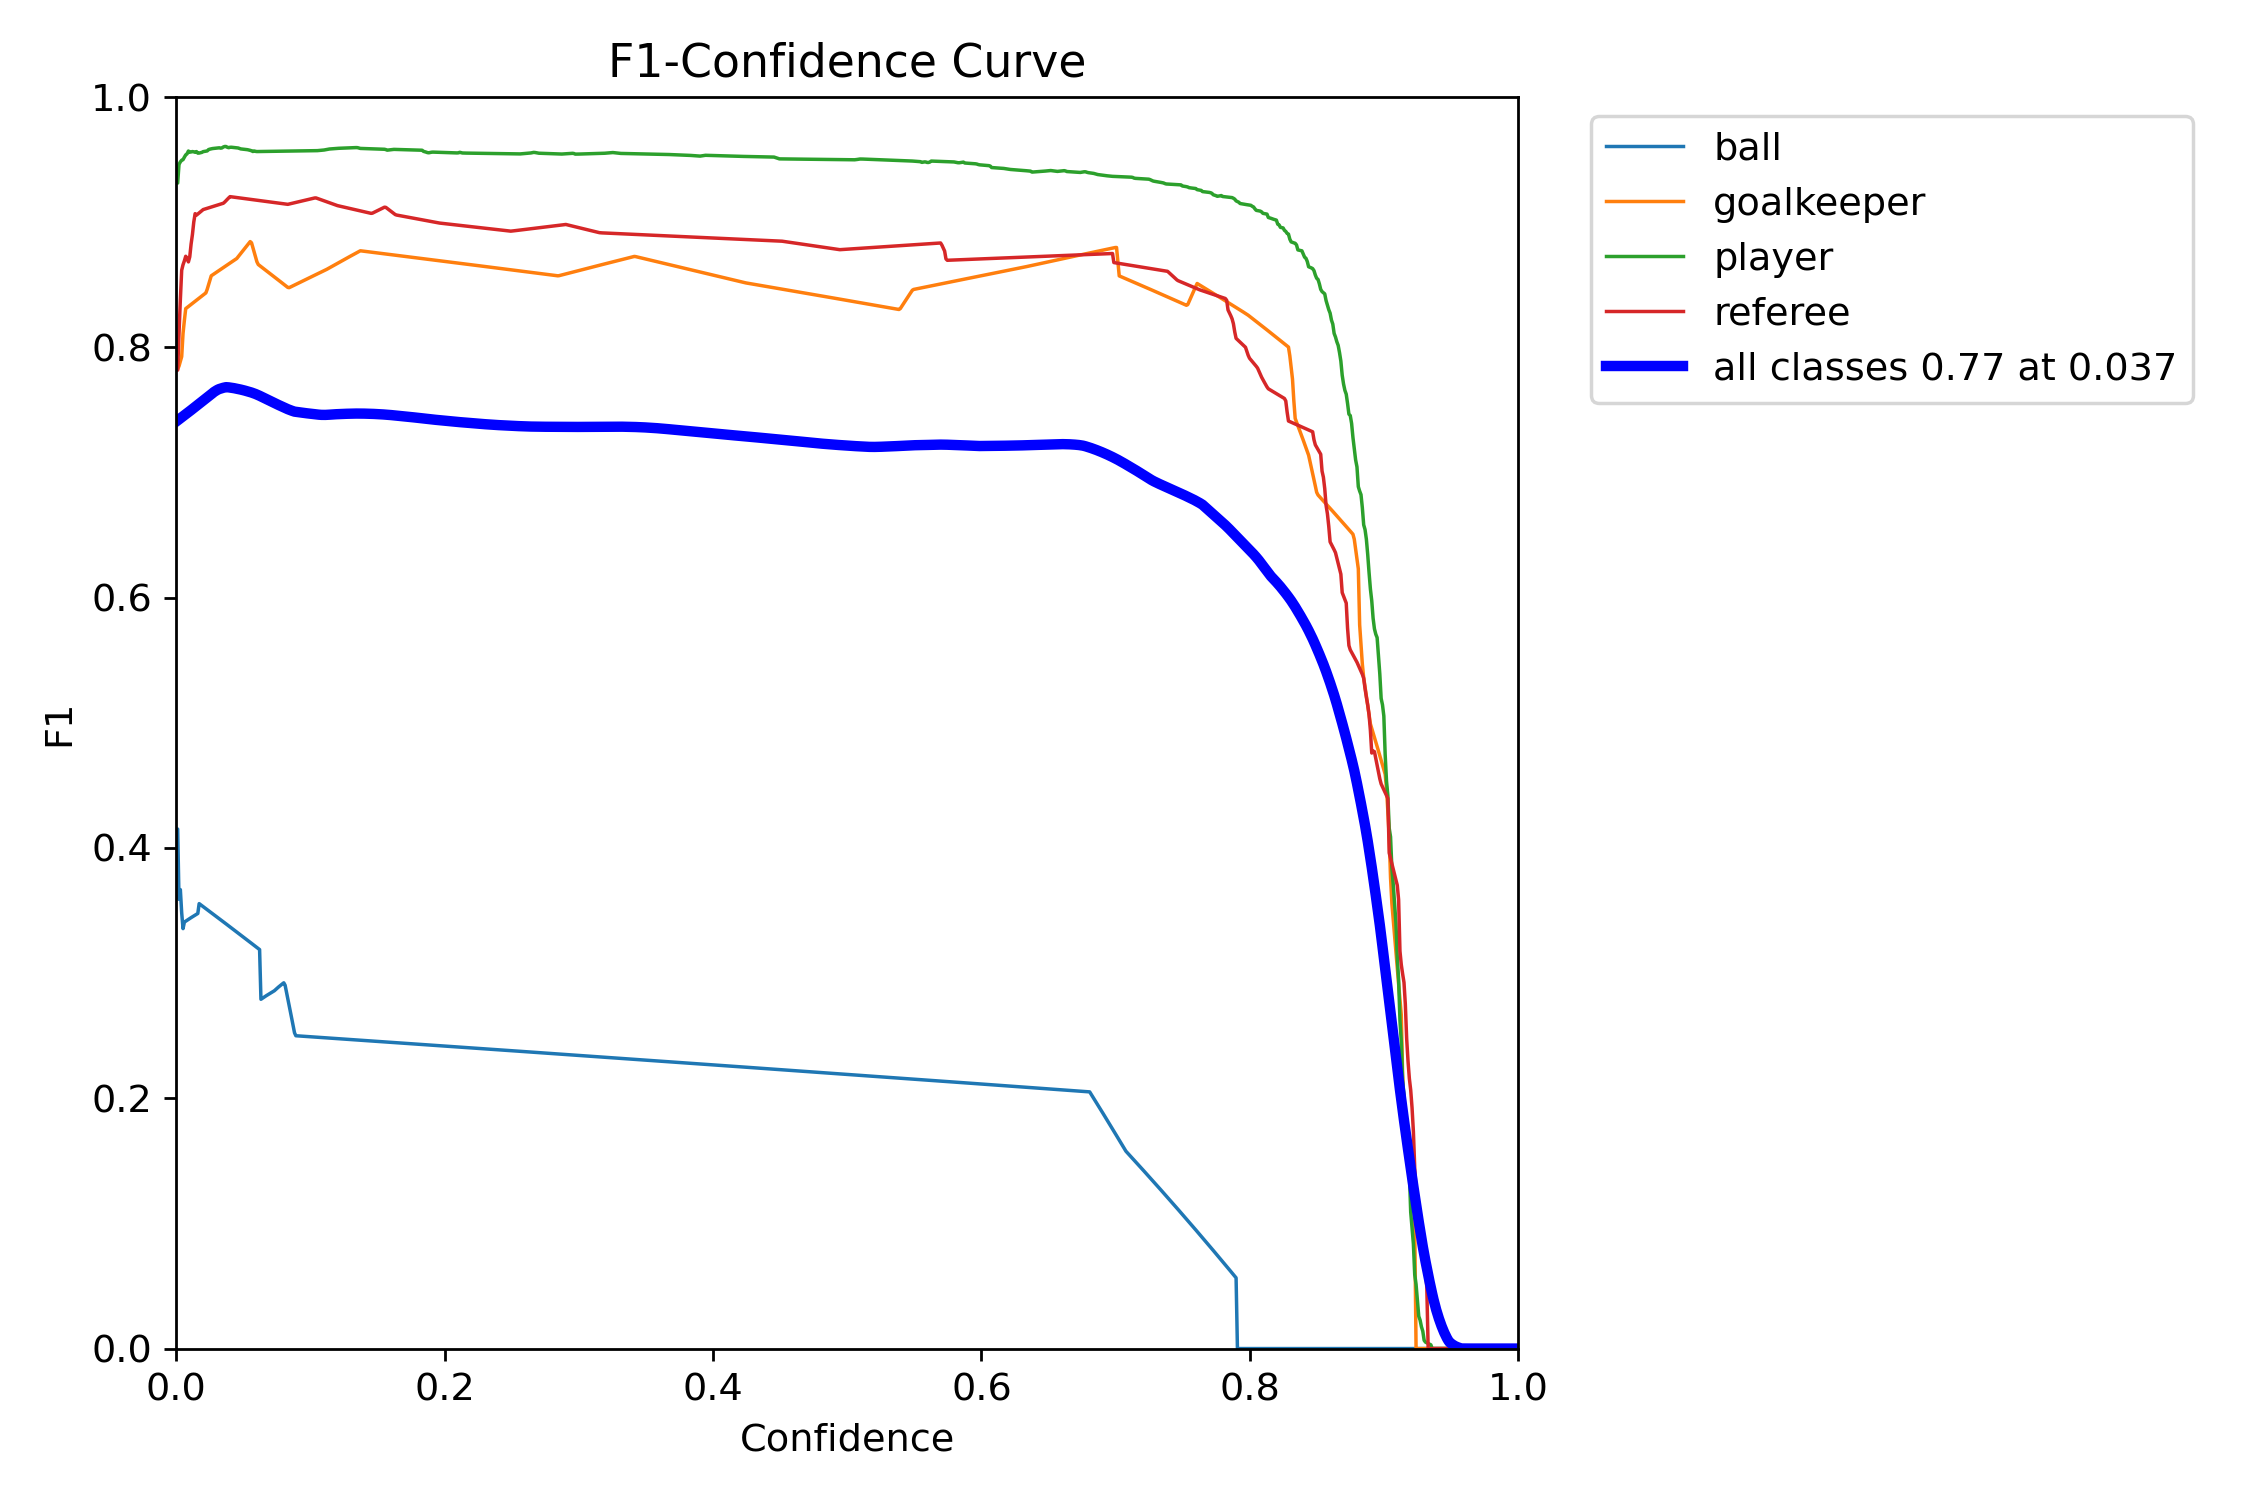 F1-Confidence Curve
1.0
0.8
0.6
0.4
0.2
0.0
F1
0.0 0.2 0.4 0.6 0.8 1.0
Confidence
ball
goalkeeper
player
referee
all classes 0.77 at 0.037